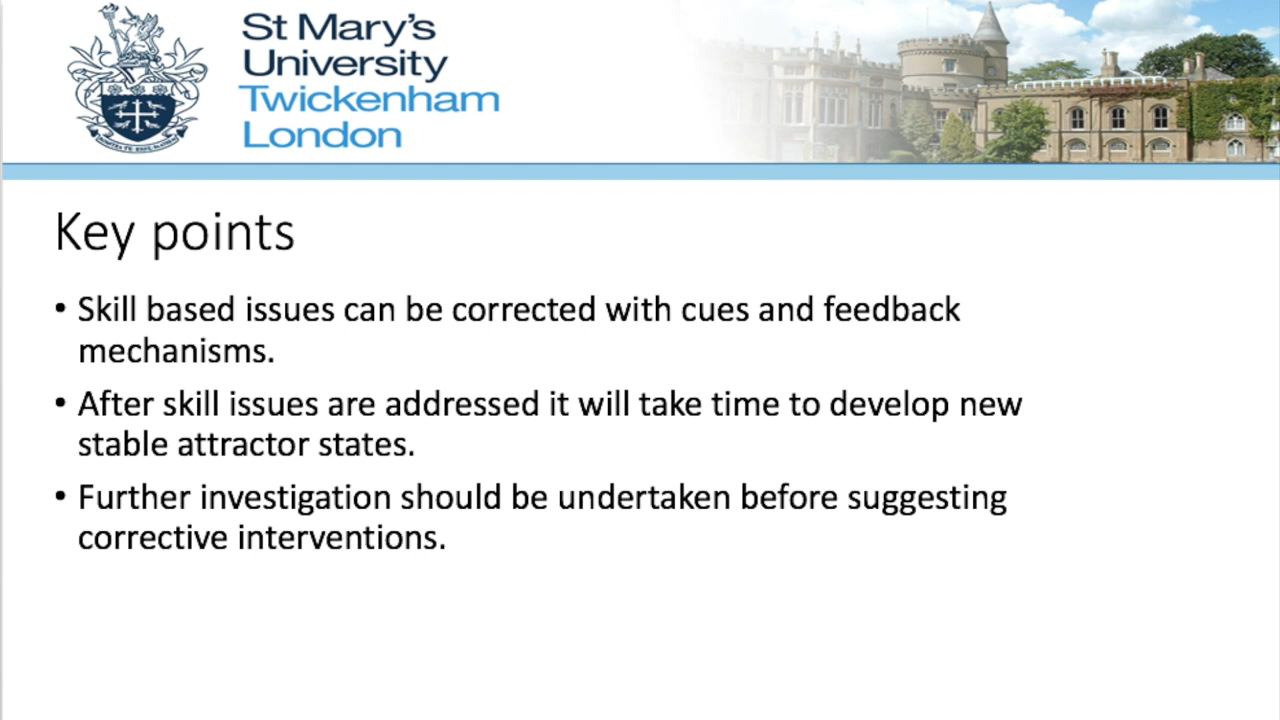 St Mary's
University
Twickenham
London
Key points
• Skill based issues can be corrected with cues and feedback
mechanisms.
• After skill issues are addressed it will take time to develop new
stable attractor states.
• Further investigation should be undertaken before suggesting
corrective interventions.